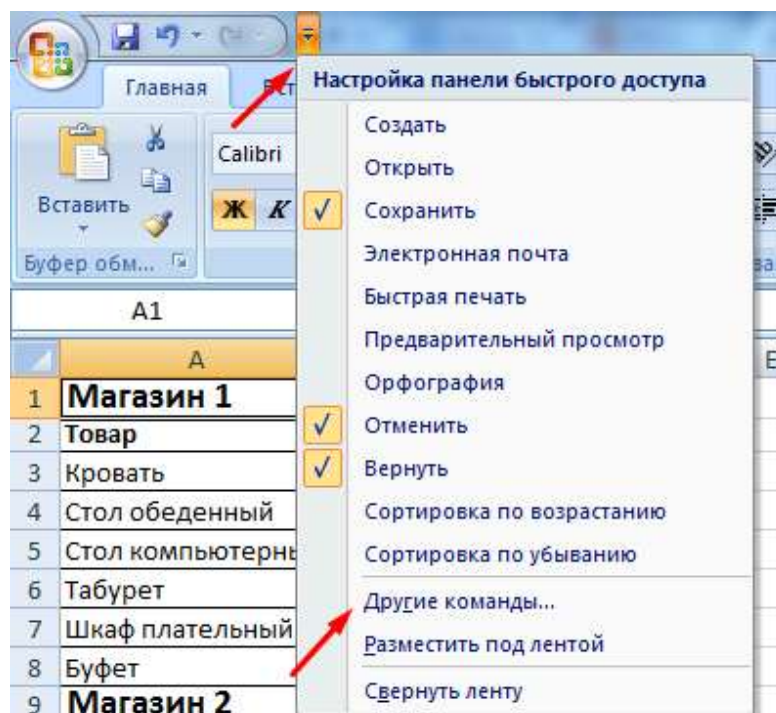 Главная
Настройка панели быстрого доступа
Создать
Открыть
Сохранить
Электронная почта
Быстрая печать
Предварительный просмотр
Орфография
Отменить
Вернуть
Сортировка по возрастанию
Сортировка по убыванию
Другие команды...
Разместить под лентой
Свернуть ленту
Calibri
Вставить
Ж К
Буфер обм...
A1
A
1 Магазин 1
2 Товар
3 Кровать
4 Стол обеденный
5 Стол компьютерны
6 Табурет
7 Шкаф плательный
8 Буфет
9 Магазин 2